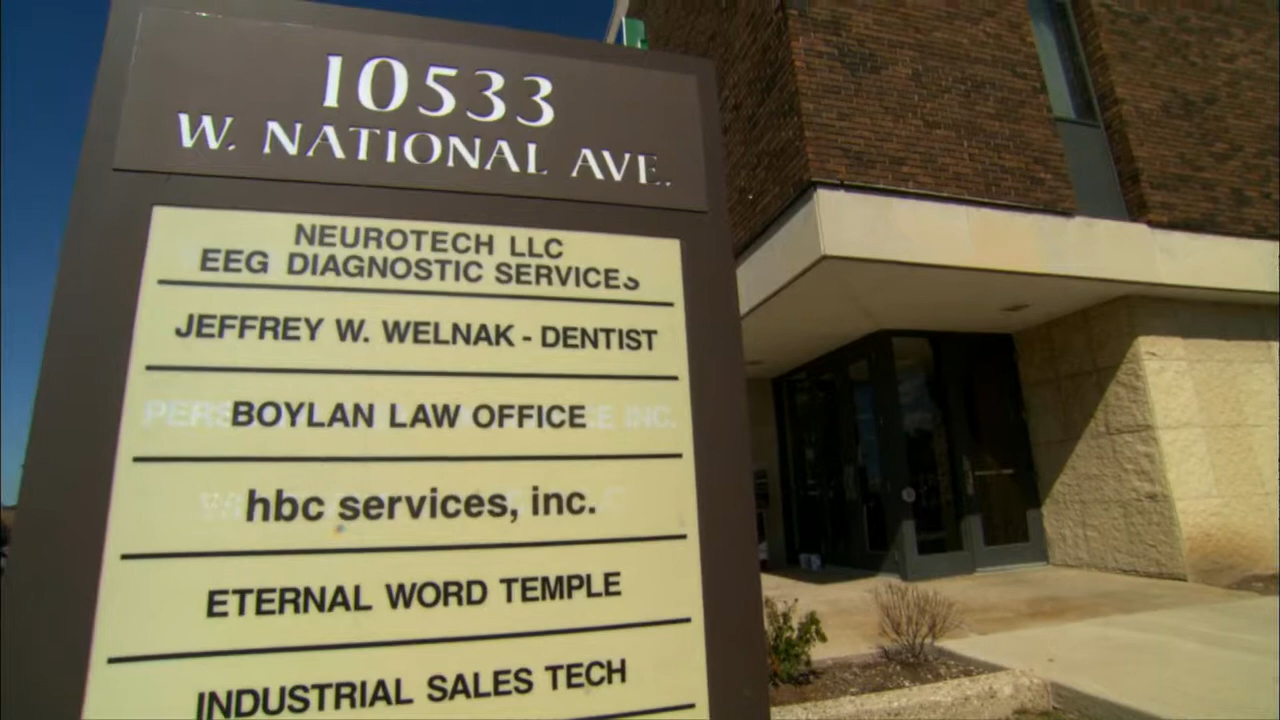 10533
W. NATIONAL AVE.
NEUROTECH LLC
EEG DIAGNOSTIC SERVICES
JEFFREY W. WELNAK - DENTIST
BOYLAN LAW OFFICE
hbc services, inc.
ETERNAL WORD TEMPLE
INDUSTRIAL SALES TECH